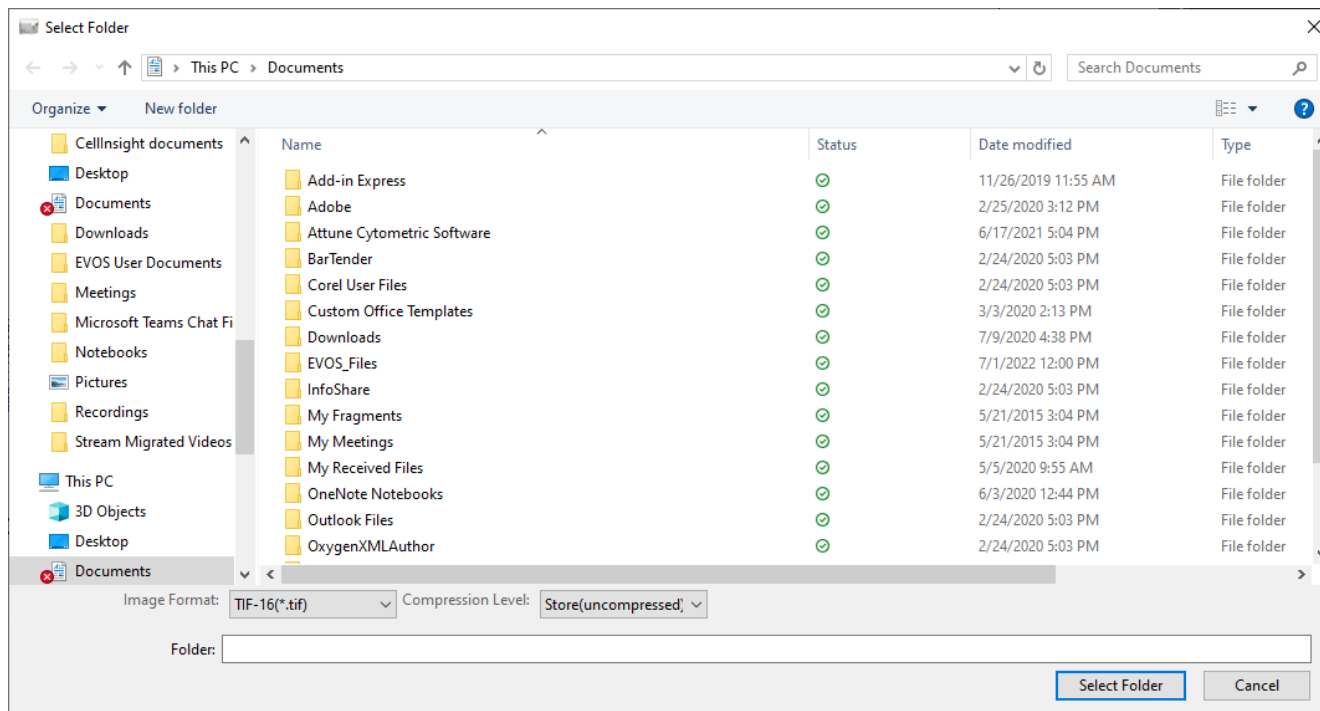 Select Folder
This PC > Documents
Search Documents
Organize
New folder
?
CellInsight documents
Desktop
Documents
Downloads
EVOS User Documents
Meetings
Microsoft Teams Chat Fi
Notebooks
Pictures
Recordings
Stream Migrated Videos
This PC
3D Objects
Desktop
Documents
Name Status Date modified Type
Add-in Express 11/26/2019 11:55 AM File folder
Adobe 2/25/2020 3:12 PM File folder
Attune Cytometric Software 6/17/2021 5:04 PM File folder
BarTender 2/24/2020 5:03 PM File folder
Corel User Files 2/24/2020 5:03 PM File folder
Custom Office Templates 3/3/2020 2:13 PM File folder
Downloads 7/9/2020 4:38 PM File folder
EVOS_Files 7/1/2022 12:00 PM File folder
InfoShare 2/24/2020 5:03 PM File folder
My Fragments 5/21/2015 3:04 PM File folder
My Meetings 5/21/2015 3:04 PM File folder
My Received Files 5/5/2020 9:55 AM File folder
OneNote Notebooks 6/3/2020 12:44 PM File folder
Outlook Files 2/24/2020 5:03 PM File folder
OxygenXMLAuthor 2/24/2020 5:03 PM File folder
Image Format: TIF-16(*.tif) Compression Level: Store(uncompressed)
Folder:
Select Folder Cancel